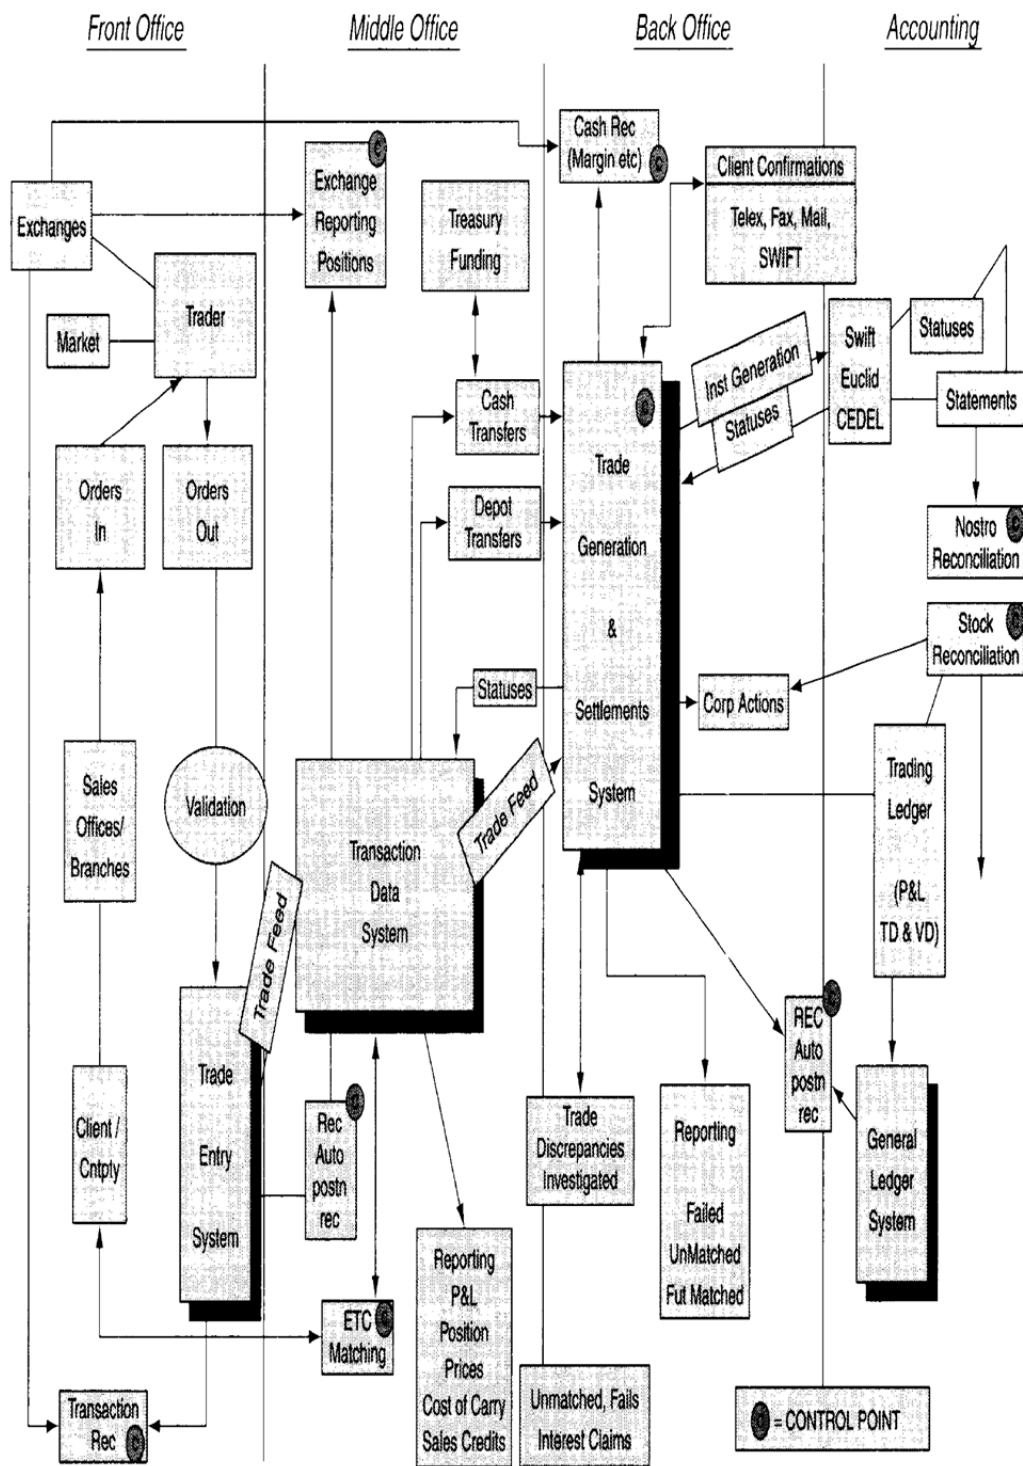 Front Office
Middle Office
Back Office
Accounting
Exchanges
Exchange
Reporting
Positions
Treasury
Funding
Cash Rec
(Margin etc)
C
C
Client Confirmations
Telex, Fax, Mail,
SWIFT
Trader
Market
Cash
Transfers
C
Trade
Generation
&
Settlements
System
Inst Generation
Statuses
Swift
Euclid
CEDEL
Statuses
Statements
Orders
In
Orders
Out
Depot
Transfers
Nostro
Reconciliation
C
Stock
Reconciliation
C
Statuses
Corp Actions
Sales
Offices/
Branches
Validation
Transaction
Data
System
Trade Feed
Trade Feed
Trading
Ledger
(P&L
TD & VD)
Trade
Entry
System
Client /
Cntpty
Rec
Auto
postn
rec
C
Trade
Discrepancies
Investigated
Reporting
Failed
UnMatched
Fut Matched
REC
Auto
postn
rec
C
General
Ledger
System
ETC
Matching
C
Reporting
P&L
Position
Prices
Cost of Carry
Sales Credits
Unmatched, Fails
Interest Claims
Transaction
Rec
C
C = CONTROL POINT